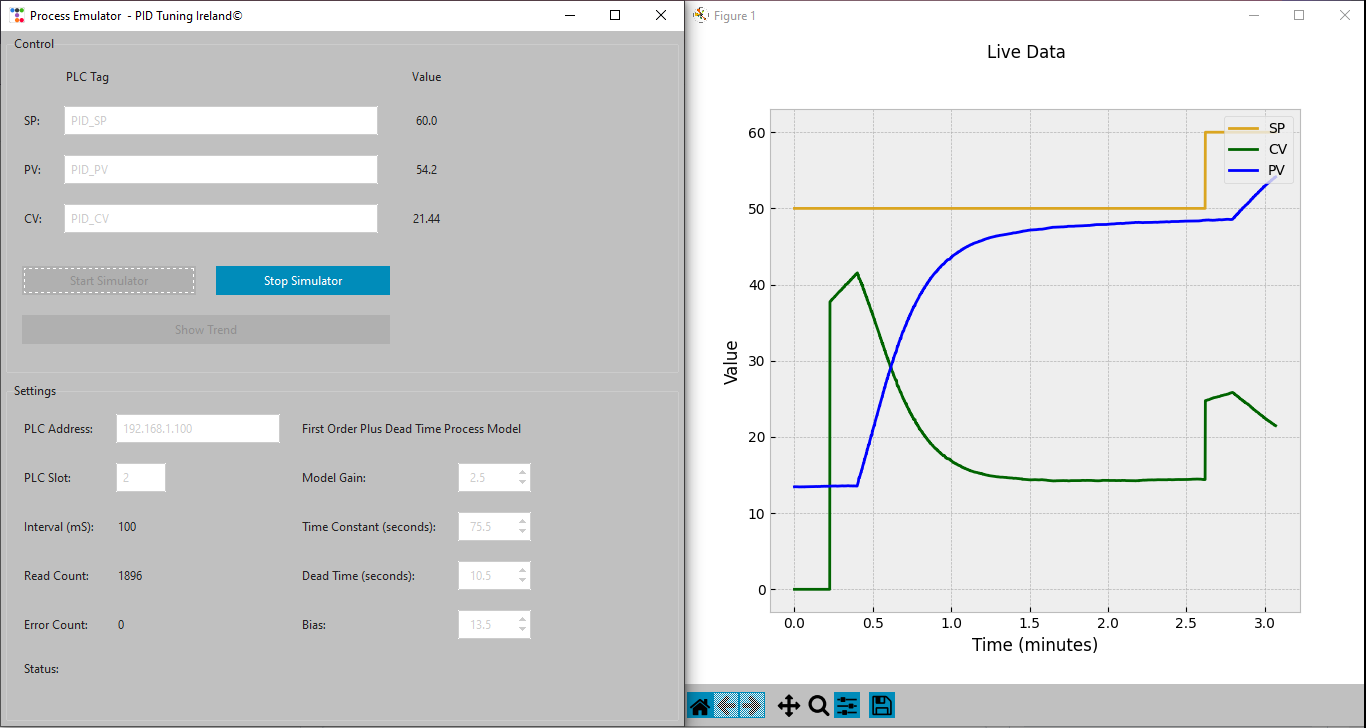 Process Emulator - PID Tuning Ireland©
Control
PLC Tag Value
SP: PID_SP 60.0
PV: PID_PV 54.2
CV: PID_CV 21.44
Start Simulator Stop Simulator
Show Trend
Settings
PLC Address: 192.168.1.100 First Order Plus Dead Time Process Model
PLC Slot: 2 Model Gain: 2.5
Interval (mS): 100 Time Constant (seconds): 75.5
Read Count: 1896 Dead Time (seconds): 10.5
Error Count: 0 Bias: 13.5
Status:
Figure 1
Live Data
SP
CV
PV
60
50
40
30
20
10
0
Value
0.0 0.5 1.0 1.5 2.0 2.5 3.0
Time (minutes)